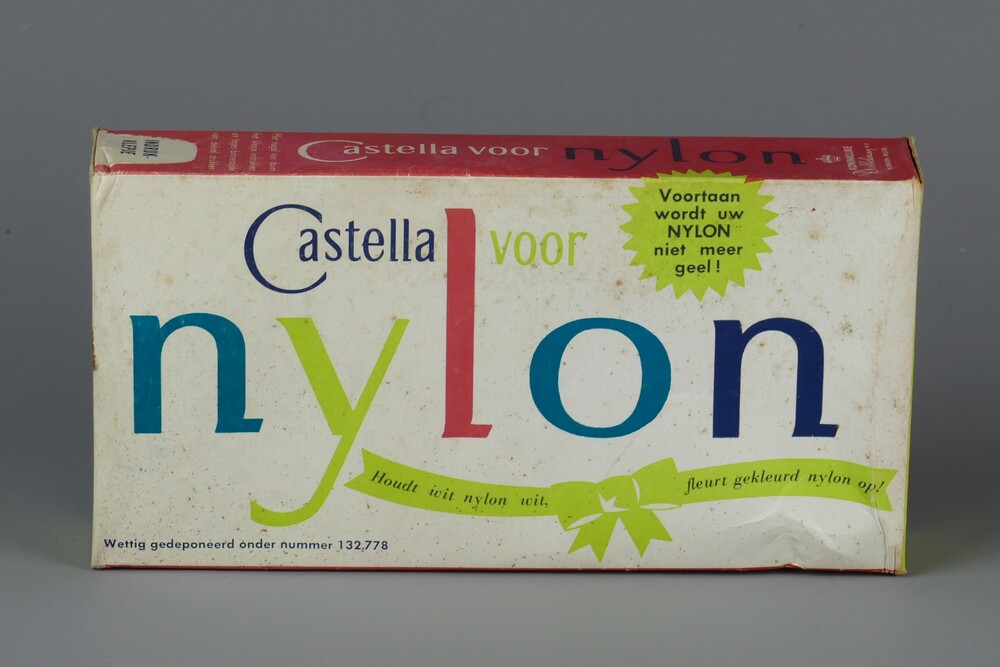 Castella voor nylon
KONINKLIJKE
Castella voor
nylon
Voortaan
wordt uw
NYLON
niet meer
geel!
Houdt wit nylon wit, fleurt gekleurd nylon op!
Wettig gedeponeerd onder nummer 132,778